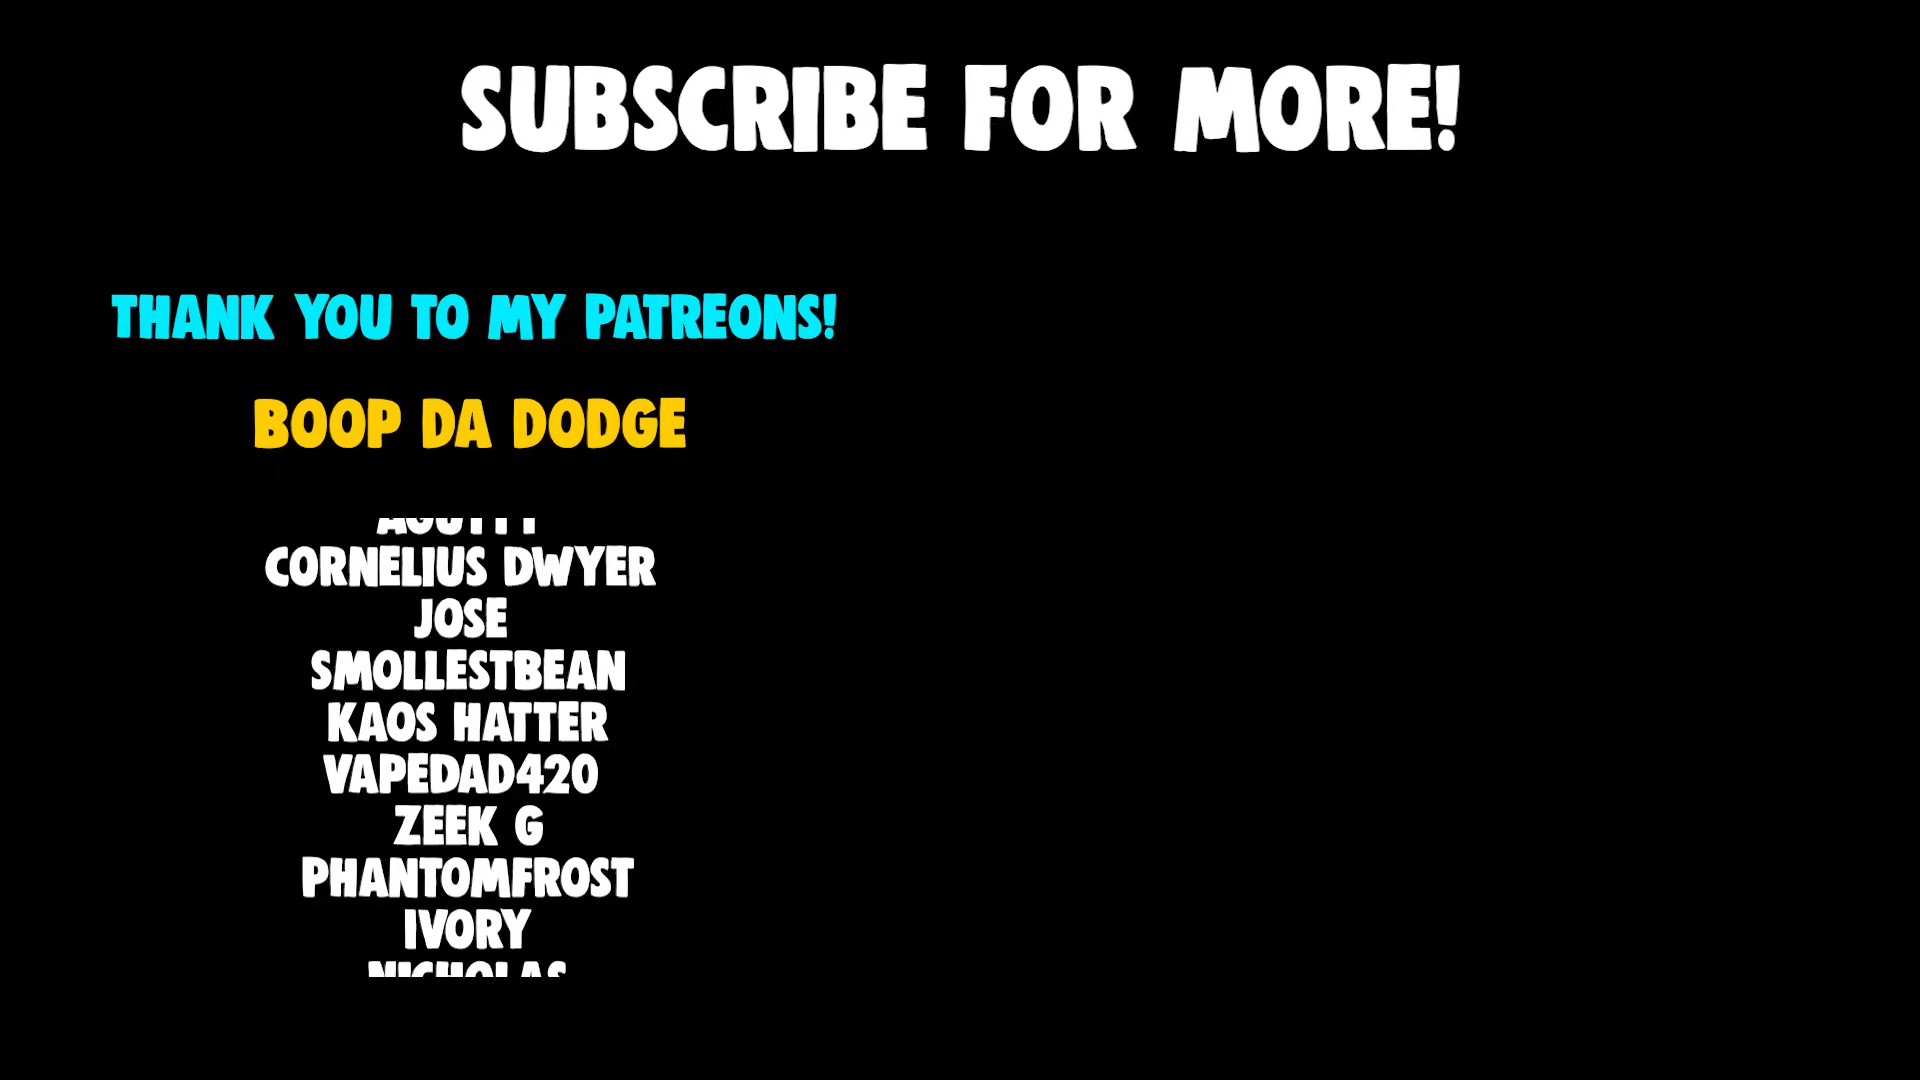 SUBSCRIBE FOR MORE!
THANK YOU TO MY PATREONS!
BOOP DA DODGE
CORNELIUS DWYER
JOSE
SMOLLESTBEAN
KAOS HATTER
VAPEDAD420
ZEEK G
PHANTOMFROST
IVORY
NICHOLAS